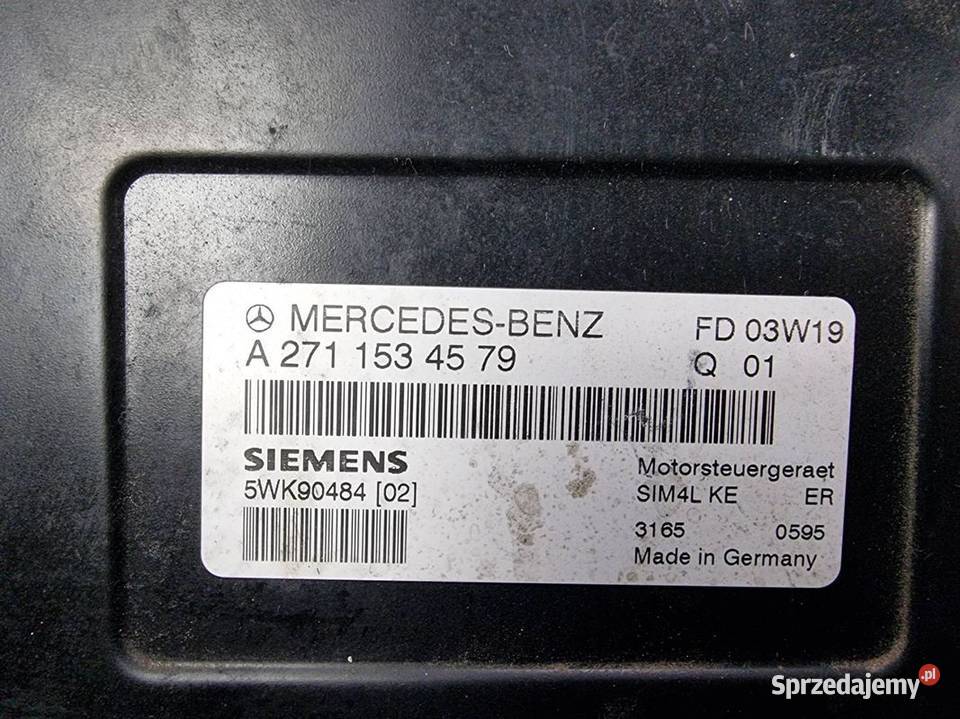 MERCEDES-BENZ FD 03W19
A 271 153 45 79 Q 01
SIEMENS Motorsteuergeraet
5WK90484 [02] SIM4L KE ER
3165 0595
Made in Germany
Sprzedajemy.pl